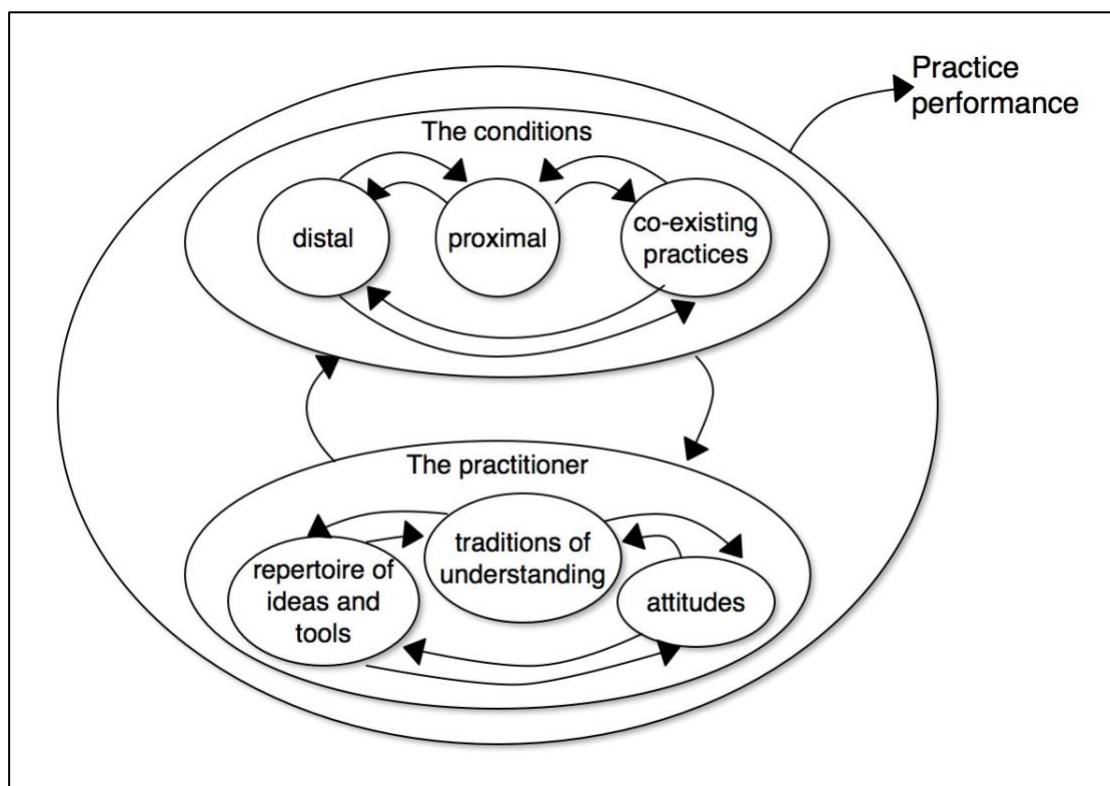 Practice
performance
The conditions
distal
proximal
co-existing
practices
The practitioner
traditions of
understanding
repertoire of
ideas and
tools
attitudes